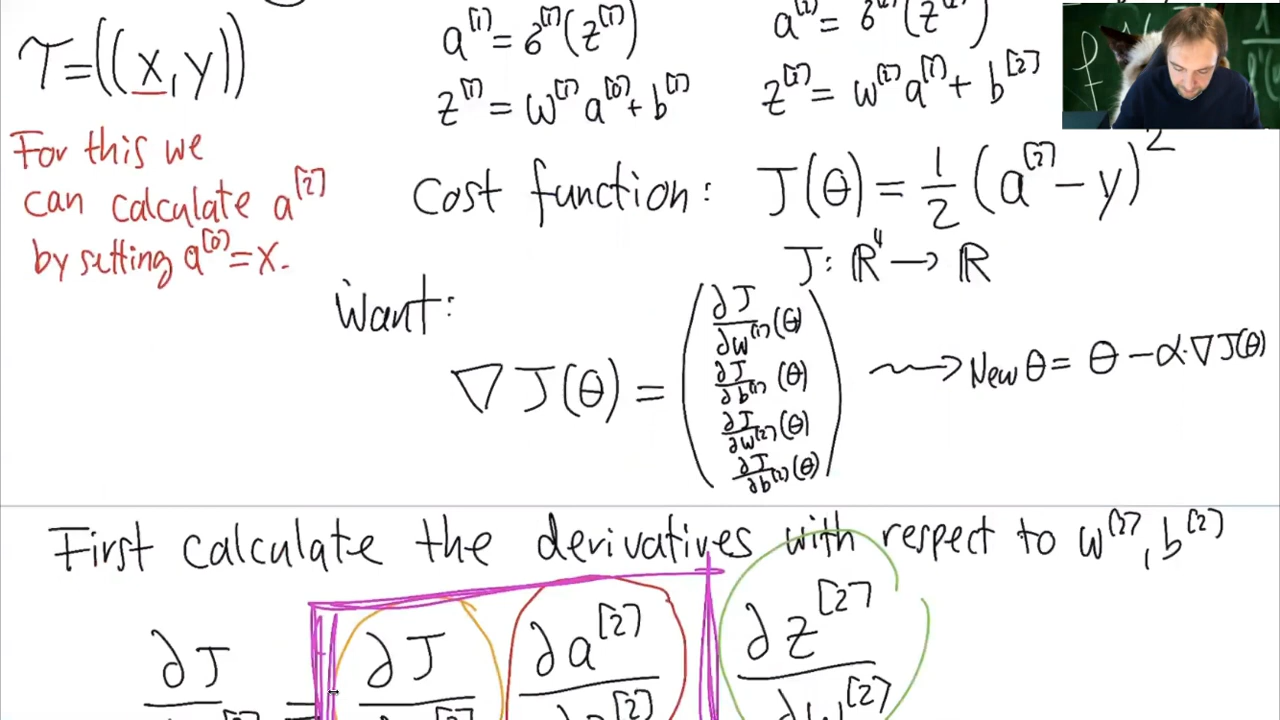 τ = ((x, y))
For this we
can calculate a^[2]
by setting a^[0] = x.
a^[1] = σ^[1](z^[1])
z^[1] = w^[1] a^[0] + b^[1]
a^[2] = σ^[2](z^[2])
z^[2] = w^[2] a^[1] + b^[2]
Cost function: J(θ) = 1/2 (a^[2] - y)^2
J: ℝ^4 → ℝ
Want:
∇J(θ) = ( ∂J/∂w^[1] (θ)
∂J/∂b^[1] (θ)
∂J/∂w^[2] (θ)
∂J/∂b^[2] (θ) ) ⇝ New θ = θ - α·∇J(θ)
First calculate the derivatives with respect to w^[2], b^[2]
∂J = ∂J ∂a^[2] ∂z^[2]
∂z^[2] ∂w^[2]